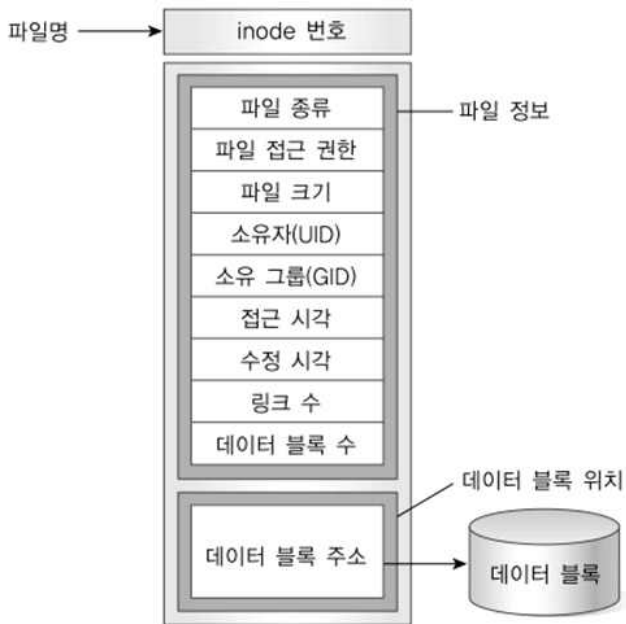 파일명
inode 번호
파일 종류
파일 정보
파일 접근 권한
파일 크기
소유자(UID)
소유 그룹(GID)
접근 시각
수정 시각
링크 수
데이터 블록 수
데이터 블록 위치
데이터 블록 주소
데이터 블록